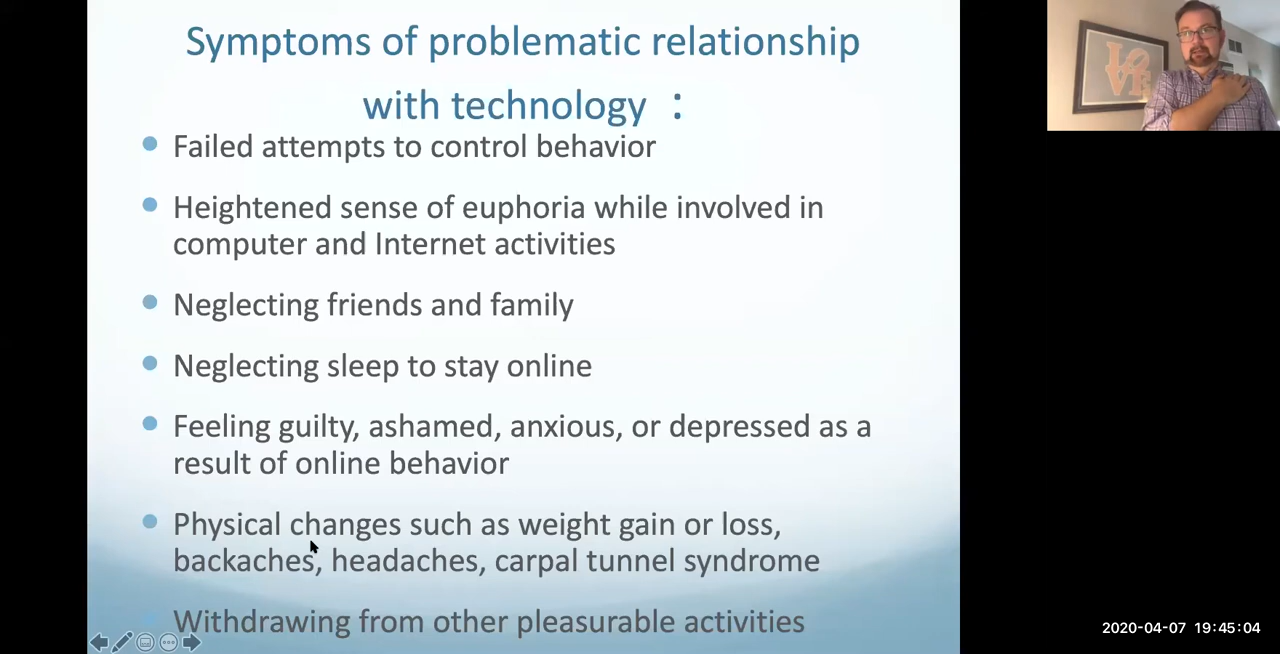 Symptoms of problematic relationship
with technology :
Failed attempts to control behavior
Heightened sense of euphoria while involved in
computer and Internet activities
Neglecting friends and family
Neglecting sleep to stay online
Feeling guilty, ashamed, anxious, or depressed as a
result of online behavior
Physical changes such as weight gain or loss,
backaches, headaches, carpal tunnel syndrome
Withdrawing from other pleasurable activities
LOVE
2020-04-07 19:45:04